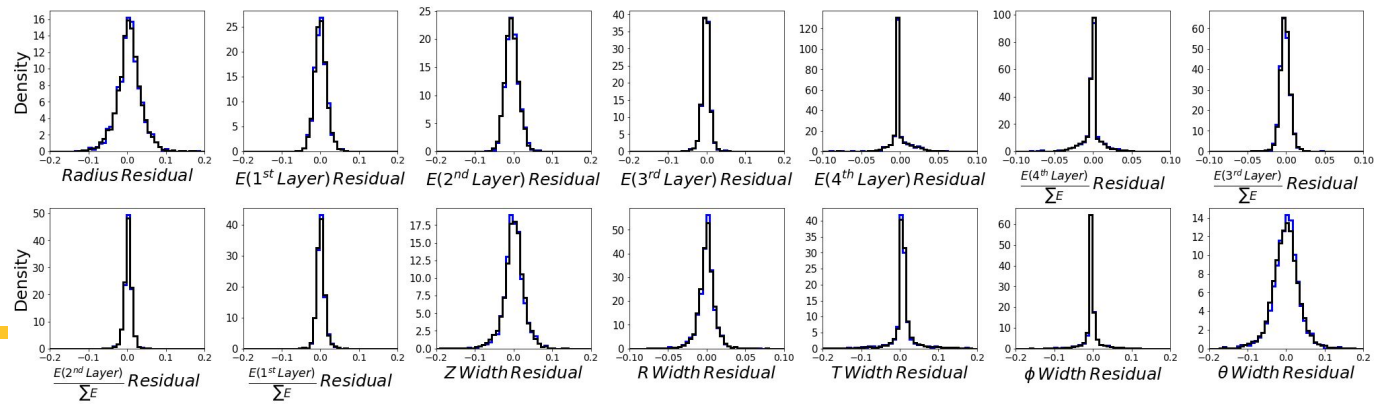 Density
16
14
12
10
8
6
4
2
0
−0.2 −0.1 0.0 0.1 0.2
Radius Residual
25
20
15
10
5
0
−0.2 −0.1 0.0 0.1 0.2
E(1st Layer) Residual
25
20
15
10
5
0
−0.2 −0.1 0.0 0.1 0.2
E(2nd Layer) Residual
40
35
30
25
20
15
10
5
0
−0.2 −0.1 0.0 0.1 0.2
E(3rd Layer) Residual
120
100
80
60
40
20
0
−0.10 −0.05 0.00 0.05 0.10
E(4th Layer) Residual
100
80
60
40
20
0
−0.10 −0.05 0.00 0.05 0.10
E(4th Layer)
∑E Residual
60
50
40
30
20
10
0
−0.10 −0.05 0.00 0.05 0.10
E(3rd Layer)
∑E Residual
Density
50
40
30
20
10
0
−0.2 −0.1 0.0 0.1 0.2
E(2nd Layer)
∑E Residual
40
30
20
10
0
−0.2 −0.1 0.0 0.1 0.2
E(1st Layer)
∑E Residual
17.5
15.0
12.5
10.0
7.5
5.0
2.5
0.0
−0.2 −0.1 0.0 0.1 0.2
Z Width Residual
50
40
30
20
10
0
−0.10 −0.05 0.00 0.05 0.10
R Width Residual
40
35
30
25
20
15
10
5
0
−0.2 −0.1 0.0 0.1 0.2
T Width Residual
60
50
40
30
20
10
0
−0.2 −0.1 0.0 0.1 0.2
ϕ Width Residual
14
12
10
8
6
4
2
0
−0.2 −0.1 0.0 0.1 0.2
θ Width Residual